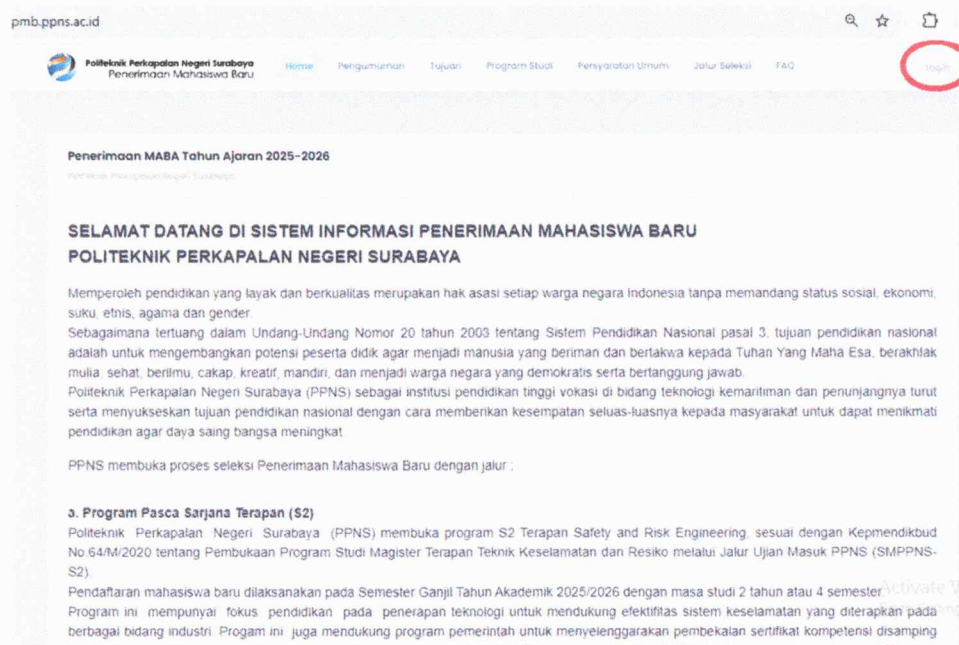 pmb.ppns.ac.id
Politeknik Perkapalan Negeri Surabaya
Penerimaan Mahasiswa Baru
Home Pengumuman Tujuan Program Studi Persyaratan Umum Jalur Seleksi FAQ Login
Penerimaan MABA Tahun Ajaran 2025-2026
Politeknik Perkapalan Negeri Surabaya
SELAMAT DATANG DI SISTEM INFORMASI PENERIMAAN MAHASISWA BARU
POLITEKNIK PERKAPALAN NEGERI SURABAYA
Memperoleh pendidikan yang layak dan berkualitas merupakan hak asasi setiap warga negara Indonesia tanpa memandang status sosial, ekonomi,
suku, etnis, agama dan gender.
Sebagaimana tertuang dalam Undang-Undang Nomor 20 tahun 2003 tentang Sistem Pendidikan Nasional pasal 3, tujuan pendidikan nasional
adalah untuk mengembangkan potensi peserta didik agar menjadi manusia yang beriman dan bertakwa kepada Tuhan Yang Maha Esa, berakhlak
mulia, sehat, berilmu, cakap, kreatif, mandiri, dan menjadi warga negara yang demokratis serta bertanggung jawab.
Politeknik Perkapalan Negeri Surabaya (PPNS) sebagai institusi pendidikan tinggi vokasi di bidang teknologi kemaritiman dan penunjangnya turut
serta menyukseskan tujuan pendidikan nasional dengan cara memberikan kesempatan seluas-luasnya kepada masyarakat untuk dapat menikmati
pendidikan agar daya saing bangsa meningkat.
PPNS membuka proses seleksi Penerimaan Mahasiswa Baru dengan jalur :
a. Program Pasca Sarjana Terapan (S2)
Politeknik Perkapalan Negeri Surabaya (PPNS) membuka program S2 Terapan Safety and Risk Engineering, sesuai dengan Kepmendikbud
No.64/M/2020 tentang Pembukaan Program Studi Magister Terapan Teknik Keselamatan dan Resiko melalui Jalur Ujian Masuk PPNS (SMPPNS-
S2).
Pendaftaran mahasiswa baru dilaksanakan pada Semester Ganjil Tahun Akademik 2025/2026 dengan masa studi 2 tahun atau 4 semester.
Activate
Program ini mempunyai fokus pendidikan pada penerapan teknologi untuk mendukung efektifitas sistem keselamatan yang diterapkan pada
berbagai bidang industri. Progam ini juga mendukung program pemerintah untuk menyelenggarakan pembekalan sertifikat kompetensi disamping